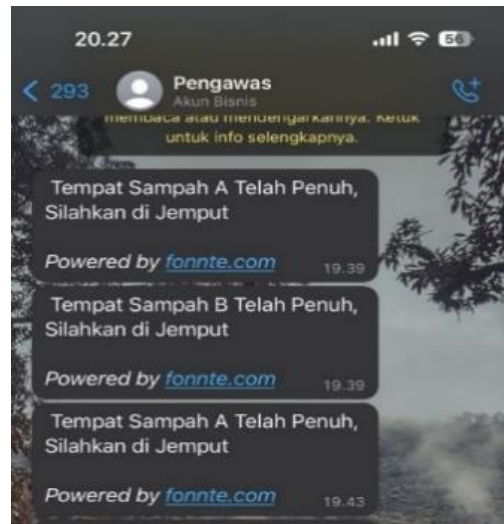 20.27
56
293
Pengawas
Akun Bisnis
membaca atau mendengarkannya. Ketuk
untuk info selengkapnya.
Tempat Sampah A Telah Penuh,
Silahkan di Jemput
Powered by fonnte.com
19.39
Tempat Sampah B Telah Penuh,
Silahkan di Jemput
Powered by fonnte.com
19.39
Tempat Sampah A Telah Penuh,
Silahkan di Jemput
Powered by fonnte.com
19.43